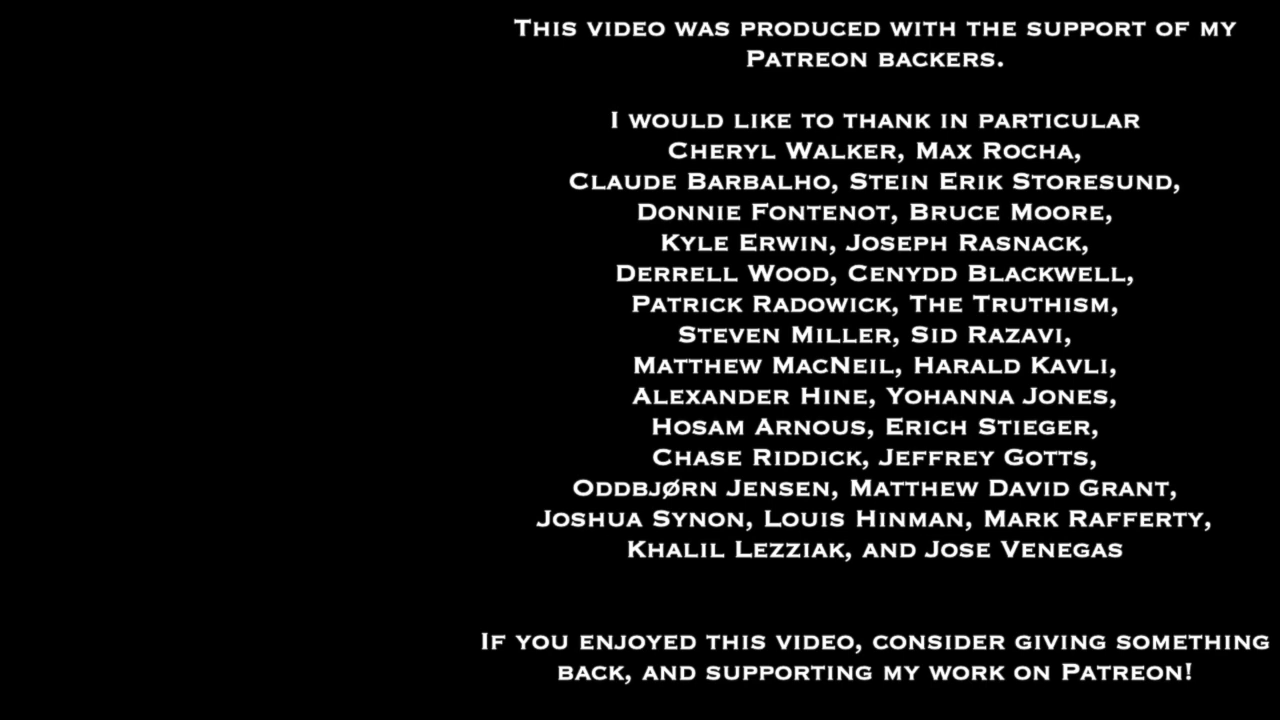 This video was produced with the support of my
Patreon backers.
I would like to thank in particular
Cheryl Walker, Max Rocha,
Claude Barbalho, Stein Erik Storesund,
Donnie Fontenot, Bruce Moore,
Kyle Erwin, Joseph Rasnack,
Derrell Wood, Cenydd Blackwell,
Patrick Radowick, The Truthism,
Steven Miller, Sid Razavi,
Matthew MacNeil, Harald Kavli,
Alexander Hine, Yohanna Jones,
Hosam Arnous, Erich Stieger,
Chase Riddick, Jeffrey Gotts,
Oddbjørn Jensen, Matthew David Grant,
Joshua Synon, Louis Hinman, Mark Rafferty,
Khalil Lezziak, and Jose Venegas
If you enjoyed this video, consider giving something
back, and supporting my work on Patreon!